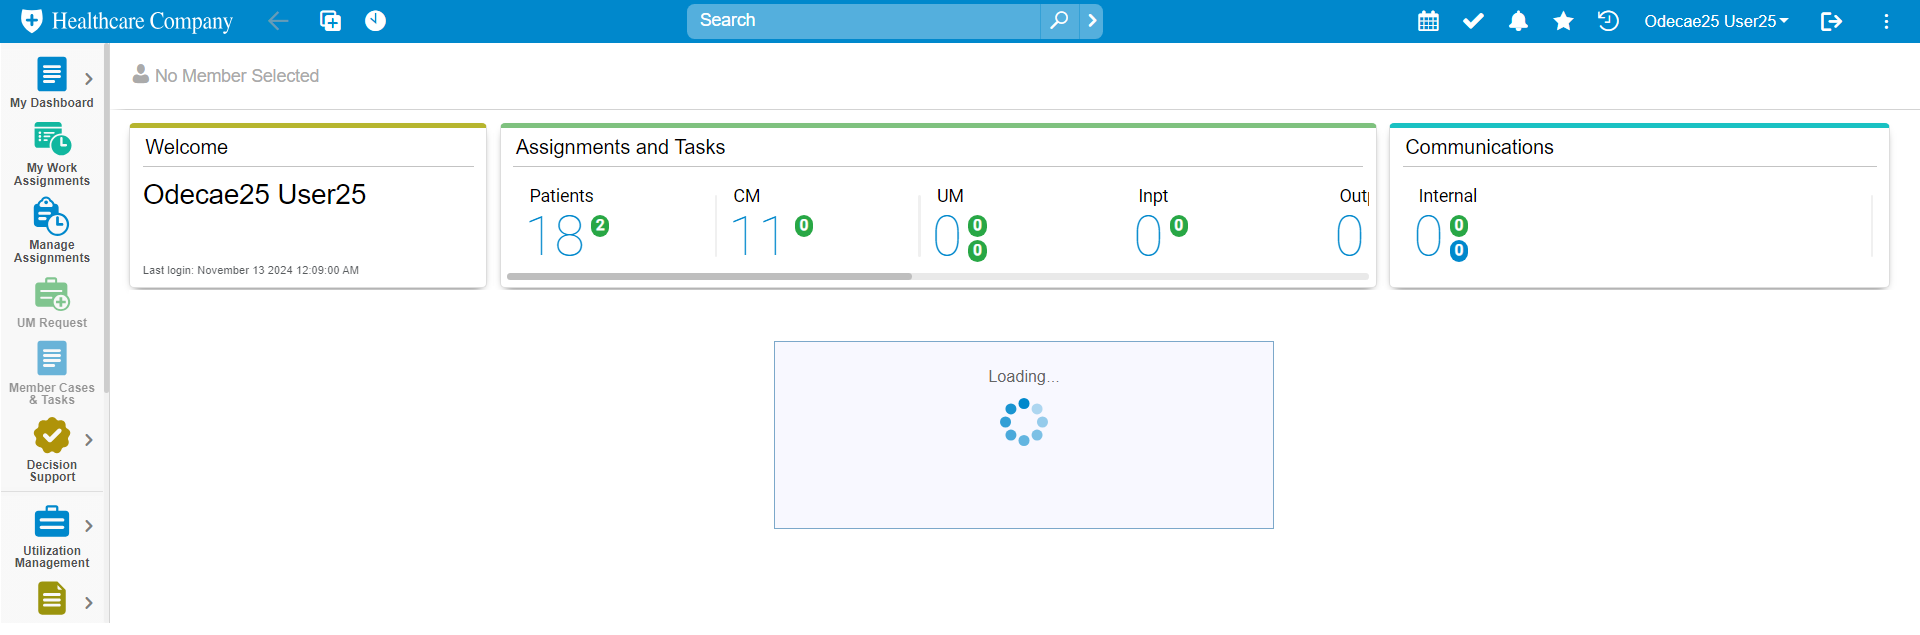 Healthcare Company
Search
Odecae25 User25
No Member Selected
My Dashboard
My Work
Assignments
Manage
Assignments
UM Request
Member Cases
& Tasks
Decision
Support
Utilization
Management
Welcome
Odecae25 User25
Last login: November 13 2024 12:09:00 AM
Assignments and Tasks
Patients
18 2
CM
11 0
UM
0 0
0
Inpt
0 0
Out
0
Communications
Internal
0 0
0
Loading...